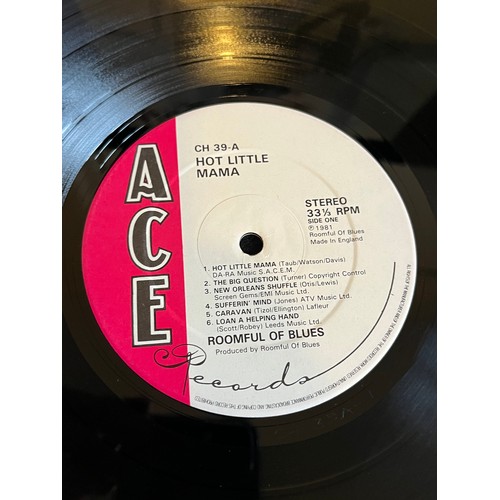 ACE
Records
CH 39-A
HOT LITTLE
MAMA
STEREO
33⅓ RPM
SIDE ONE
℗ 1981
Roomful Of Blues
Made In England
1. HOT LITTLE MAMA (Taub/Watson/Davis)
DA-RA Music S.A.C.E.M.
2. THE BIG QUESTION (Turner) Copyright Control
3. NEW ORLEANS SHUFFLE (Otis/Lewis)
Screen Gems/EMI Music Ltd.
4. SUFFERIN' MIND (Jones) ATV Music Ltd.
5. CARAVAN (Tizol/Ellington) Lafleur
6. LOAN A HELPING HAND
(Scott/Robey) Leeds Music Ltd.
ROOMFUL OF BLUES
Produced by Roomful Of Blues